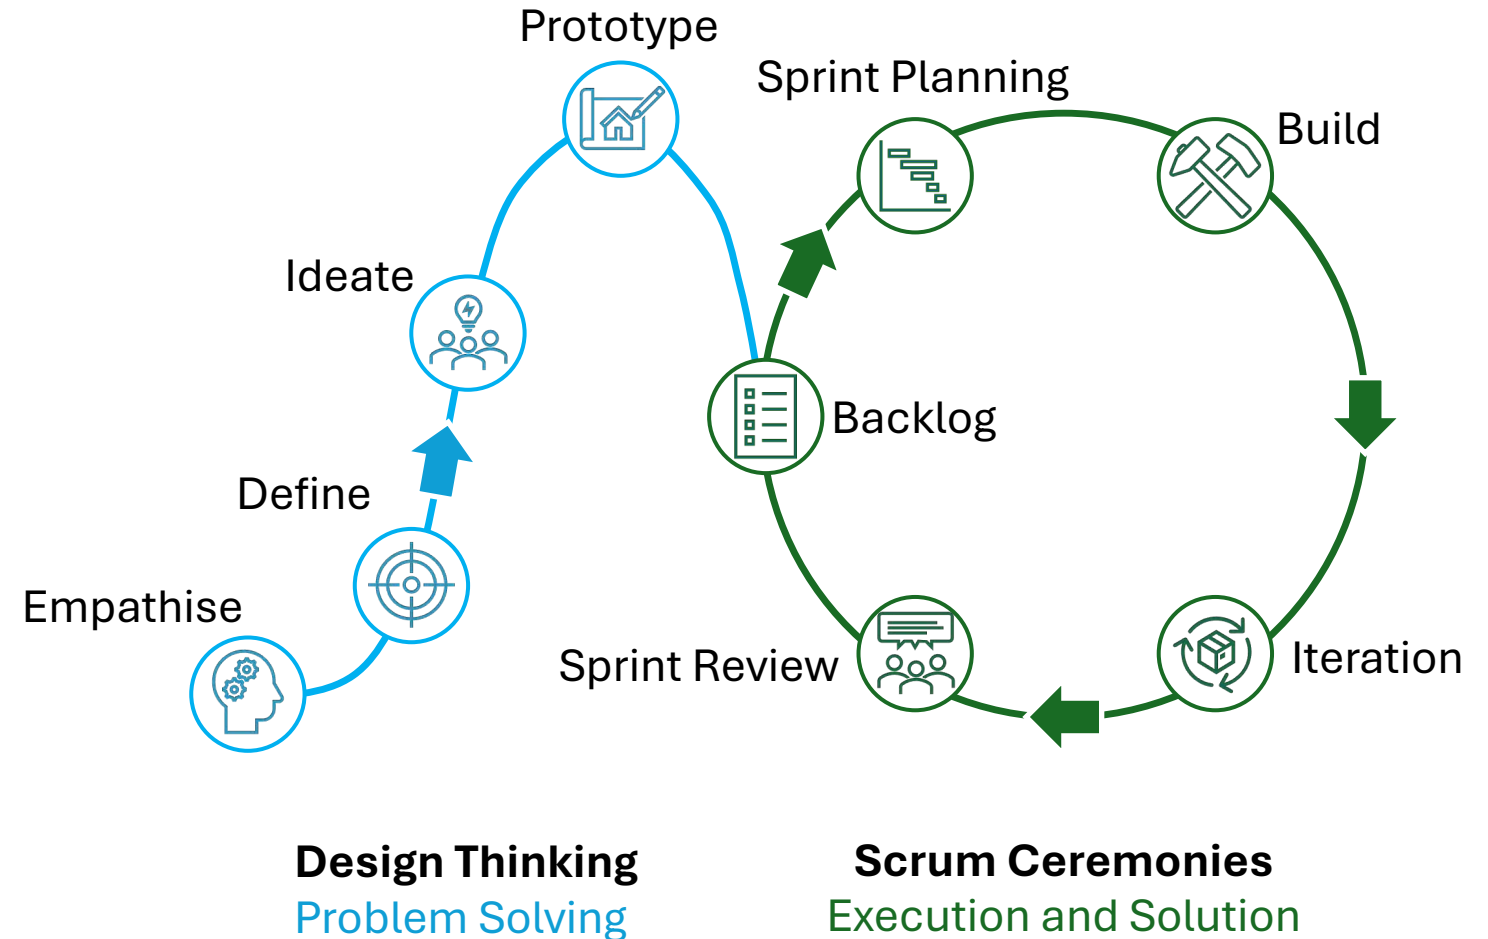 Prototype
Sprint Planning
Build
Ideate
Backlog
Define
Empathise
Sprint Review
Iteration
Design Thinking
Problem Solving
Scrum Ceremonies
Execution and Solution